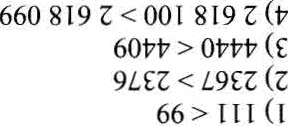 1) 111 > 99
2) 2367 < 2376
3) 4440 < 4409
4) 2 618 100 > 2 618 099